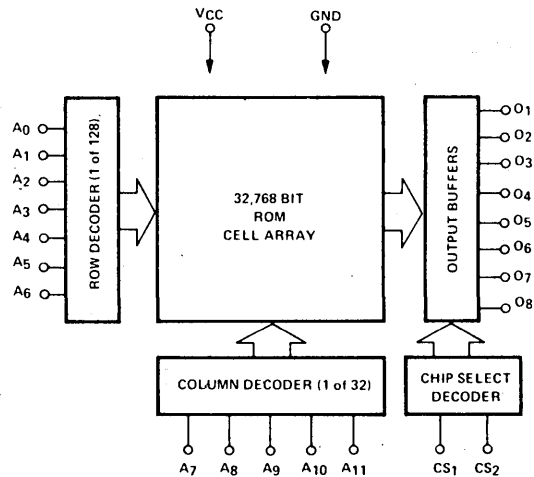 VCC
GND
A0
A1
A2
A3
A4
A5
A6
ROW DECODER (1 of 128)
32,768 BIT
ROM
CELL ARRAY
OUTPUT BUFFERS
O1
O2
O3
O4
O5
O6
O7
O8
COLUMN DECODER (1 of 32)
A7
A8
A9
A10
A11
CHIP SELECT
DECODER
CS1
CS2